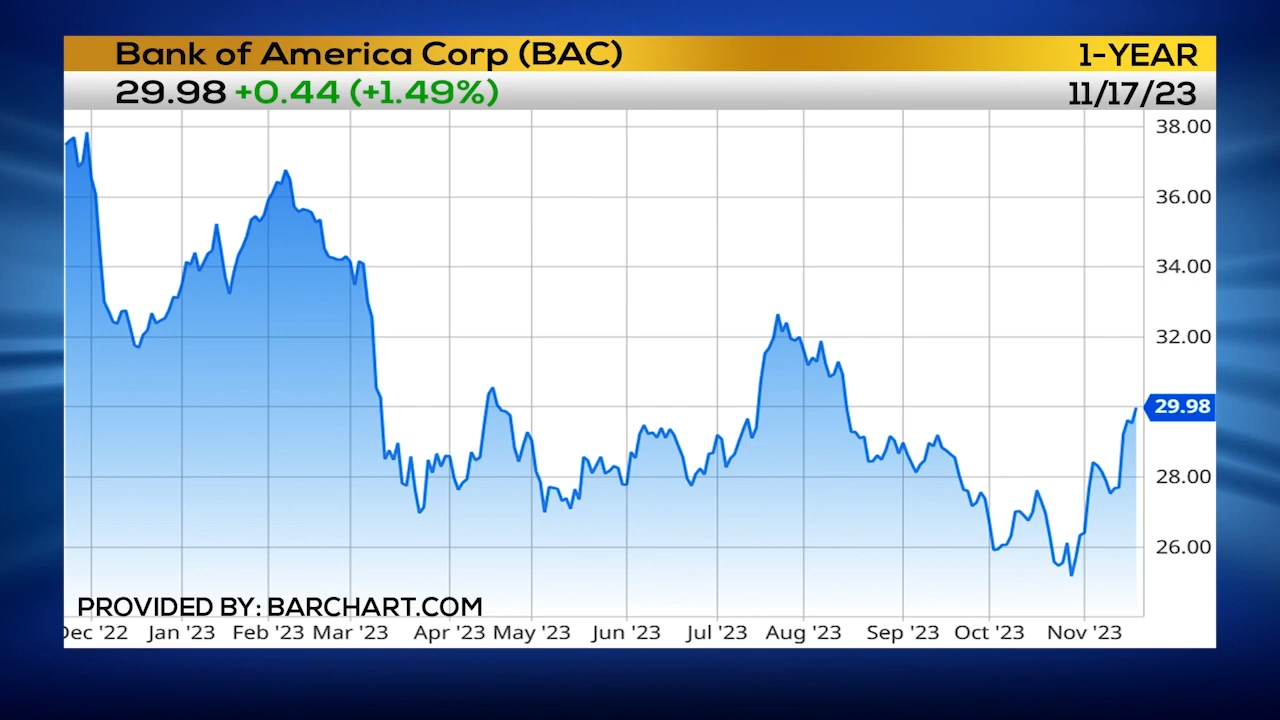 Bank of America Corp (BAC) 1-YEAR
29.98 +0.44 (+1.49%) 11/17/23
38.00
36.00
34.00
32.00
29.98
28.00
26.00
PROVIDED BY: BARCHART.COM
Dec '22 Jan '23 Feb '23 Mar '23 Apr '23 May '23 Jun '23 Jul '23 Aug '23 Sep '23 Oct '23 Nov '23